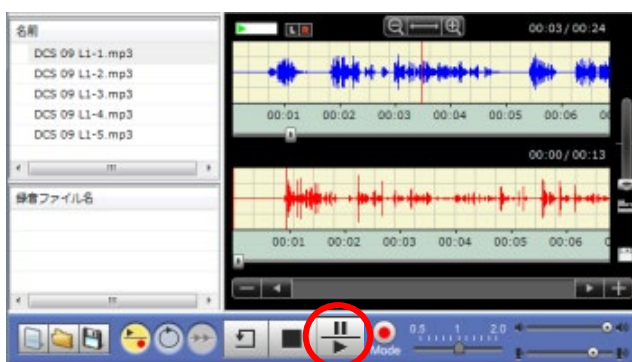 名前
DCS 09 L1-1.mp3
DCS 09 L1-2.mp3
DCS 09 L1-3.mp3
DCS 09 L1-4.mp3
DCS 09 L1-5.mp3
録音ファイル名
L R
00:03 / 00:24
00:01 00:02 00:03 00:04 00:05 00:06 00
00:00 / 00:13
00:01 00:02 00:03 00:04 00:05 00:06 0
Mode
0.5 1 2.0